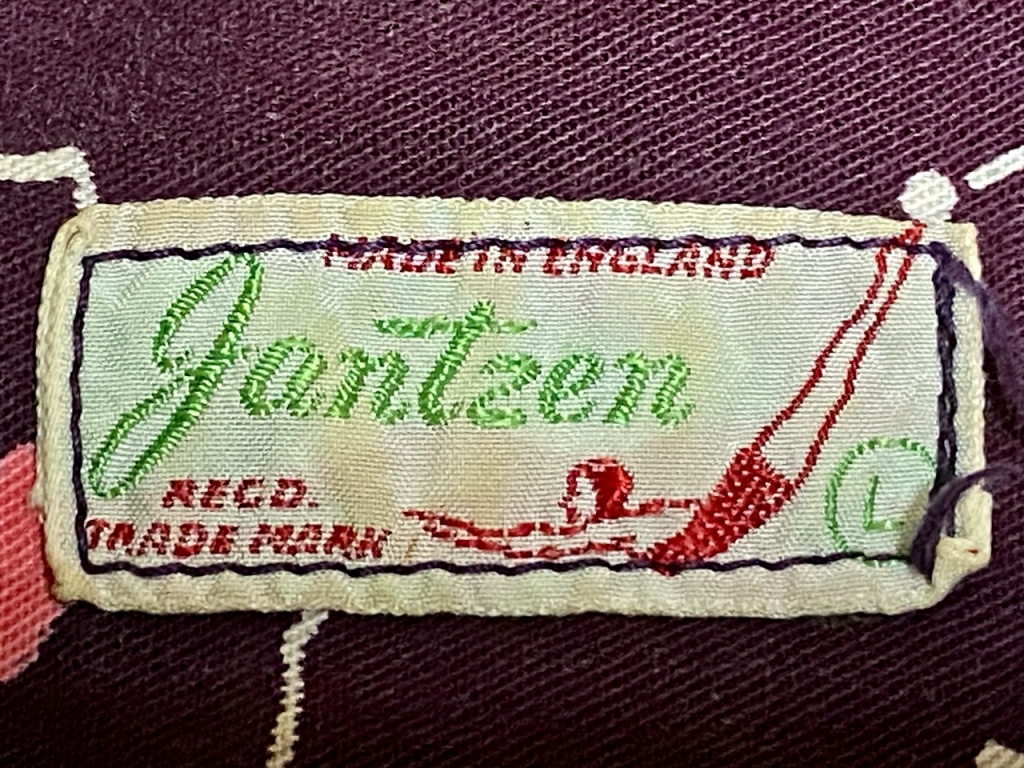 MADE IN ENGLAND
Jantzen
REGD.
TRADE MARK
L